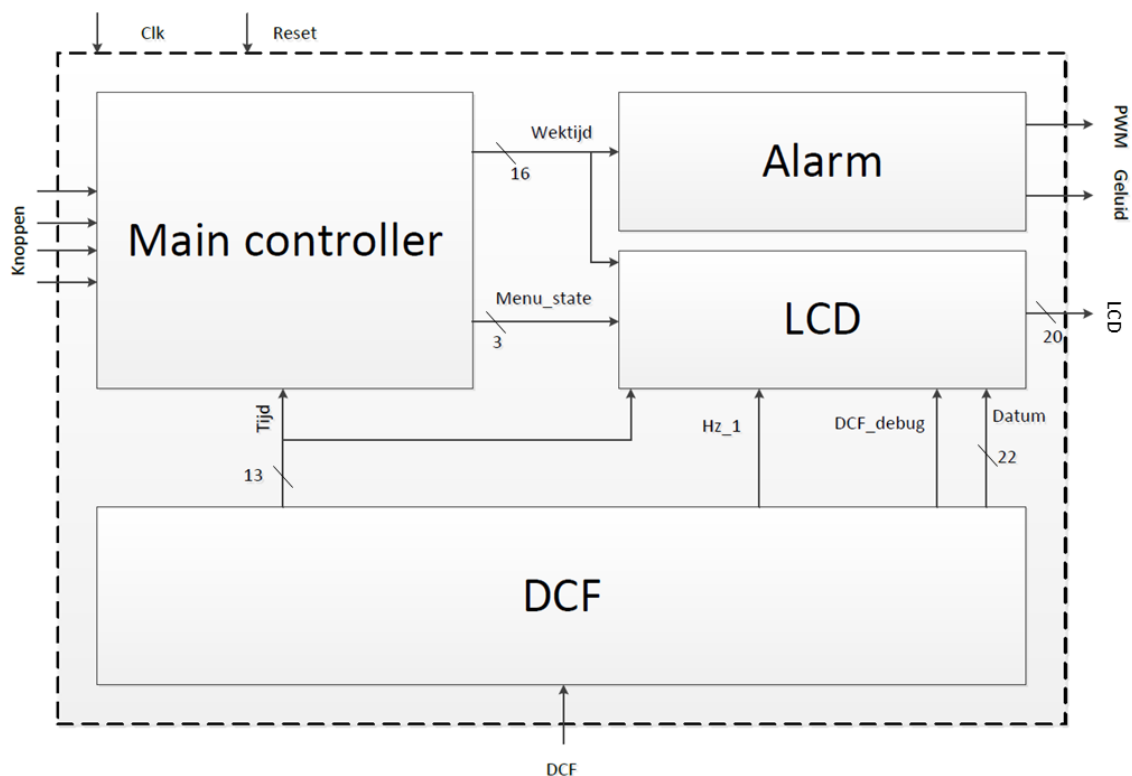 Clk
Reset
Wektijd
16
Alarm
PWM
Geluid
Knoppen
Main controller
Menu_state
3
LCD
20
LCD
Tijd
13
Hz_1
DCF_debug
Datum
22
DCF
DCF